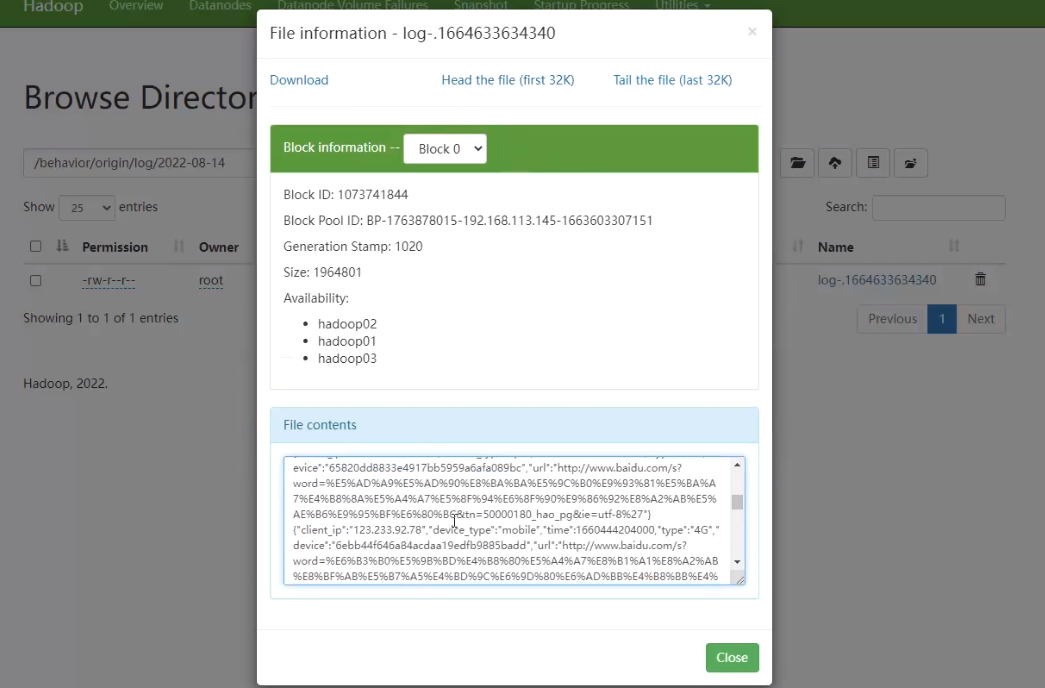 Hadoop Overview Datanodes Datanode Volume Failures Snapshot Startup Progress Utilities
File information - log-.1664633634340 ×
Download Head the file (first 32K) Tail the file (last 32K)
Browse Director
Block information -- Block 0
/behavior/origin/log/2022-08-14
Block ID: 1073741844
Block Pool ID: BP-1763878015-192.168.113.145-1663603307151
Show 25 entries Search:
Generation Stamp: 1020
Permission Owner Name
Size: 1964801
-rw-r--r-- root log-.1664633634340
Availability:
Showing 1 to 1 of 1 entries Previous 1 Next
hadoop02
hadoop01
hadoop03
Hadoop, 2022.
File contents
evice":"65820dd8833e4917bb5959a6afa089bc","url":"http://www.baidu.com/s?
word=%E5%AD%A9%E5%AD%90%E8%BA%BA%E5%9C%B0%E9%93%81%E5%BA%A
7%E4%B8%8A%E5%A4%A7%E5%8F%94%E6%8F%90%E9%86%92%E8%A2%AB%E5%
AE%B6%E9%95%BF%E6%80%BC&tn=50000180_hao_pg&ie=utf-8%27"}
{"client_ip":"123.233.92.78","device_type":"mobile","time":1660444204000,"type":"4G","
device":"6ebb44f646a84acdaa19edfb9885badd","url":"http://www.baidu.com/s?
word=%E6%B3%B0%E5%9B%BD%E4%B8%80%E5%A4%A7%E8%B1%A1%E8%A2%AB
%E8%BF%AB%E5%B7%A5%E4%BD%9C%E6%9D%80%E6%AD%BB%E4%B8%BB%E4%
Close